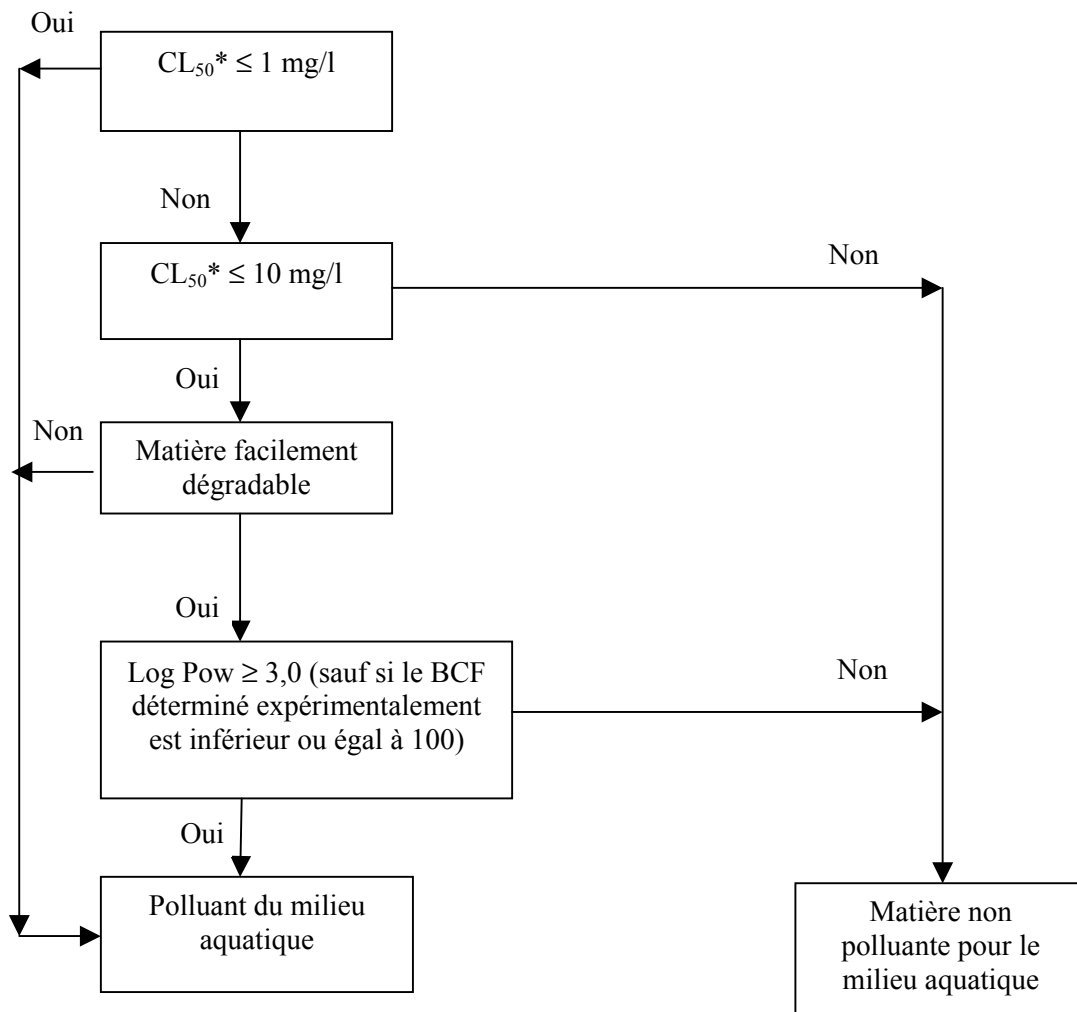 Oui
CL50* ≤ 1 mg/l
Non
CL50* ≤ 10 mg/l
Non
Oui
Non
Matière facilement
dégradable
Oui
Log Pow ≥ 3,0 (sauf si le BCF
déterminé expérimentalement
est inférieur ou égal à 100)
Non
Oui
Polluant du milieu
aquatique
Matière non
polluante pour le
milieu aquatique